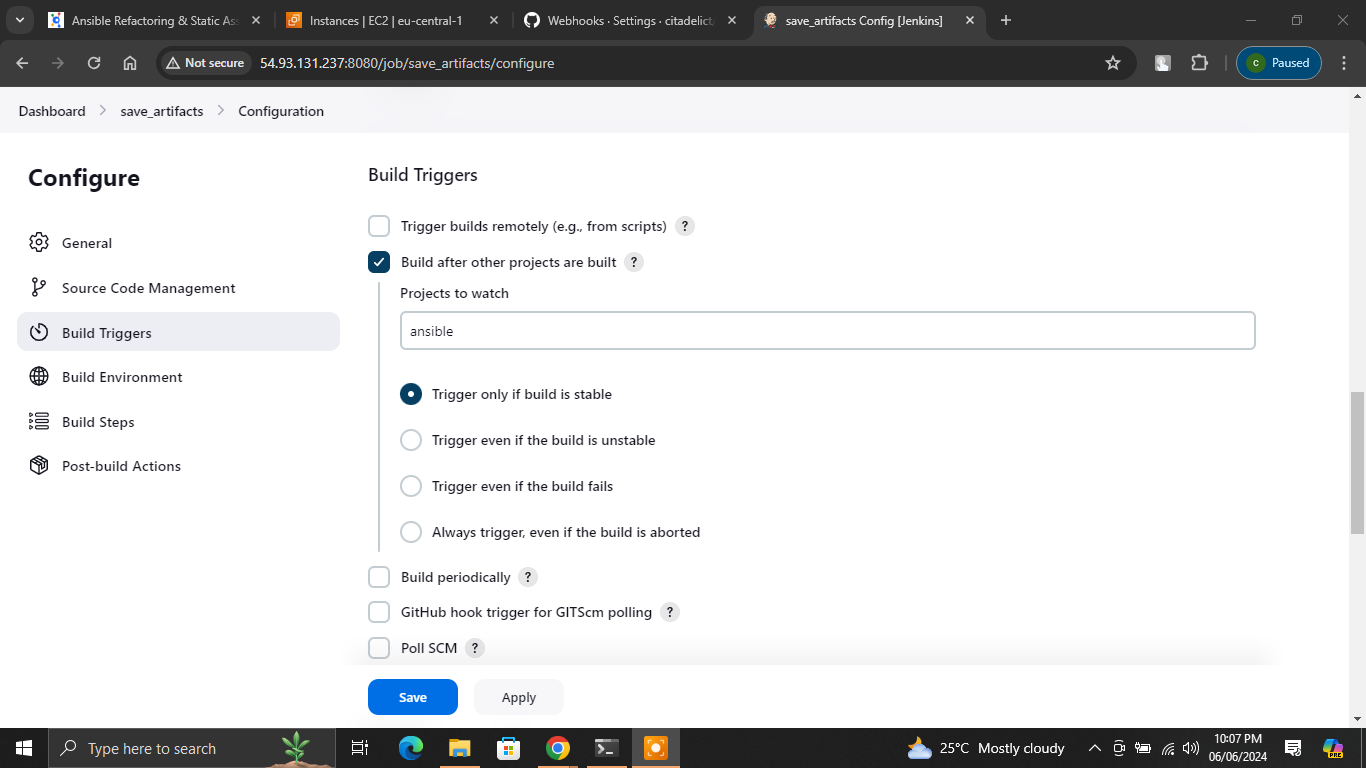 Ansible Refactoring & Static Ass
Instances | EC2 | eu-central-1
Webhooks · Settings · citadelict
save_artifacts Config [Jenkins]
Not secure
54.93.131.237:8080/job/save_artifacts/configure
C
Paused
Dashboard
save_artifacts
Configuration
Configure
General
Source Code Management
Build Triggers
Build Environment
Build Steps
Post-build Actions
Build Triggers
Trigger builds remotely (e.g., from scripts) ?
Build after other projects are built ?
Projects to watch
ansible
Trigger only if build is stable
Trigger even if the build is unstable
Trigger even if the build fails
Always trigger, even if the build is aborted
Build periodically ?
GitHub hook trigger for GITScm polling ?
Poll SCM ?
Save
Apply
Type here to search
25°C Mostly cloudy
10:07 PM
06/06/2024
PRE